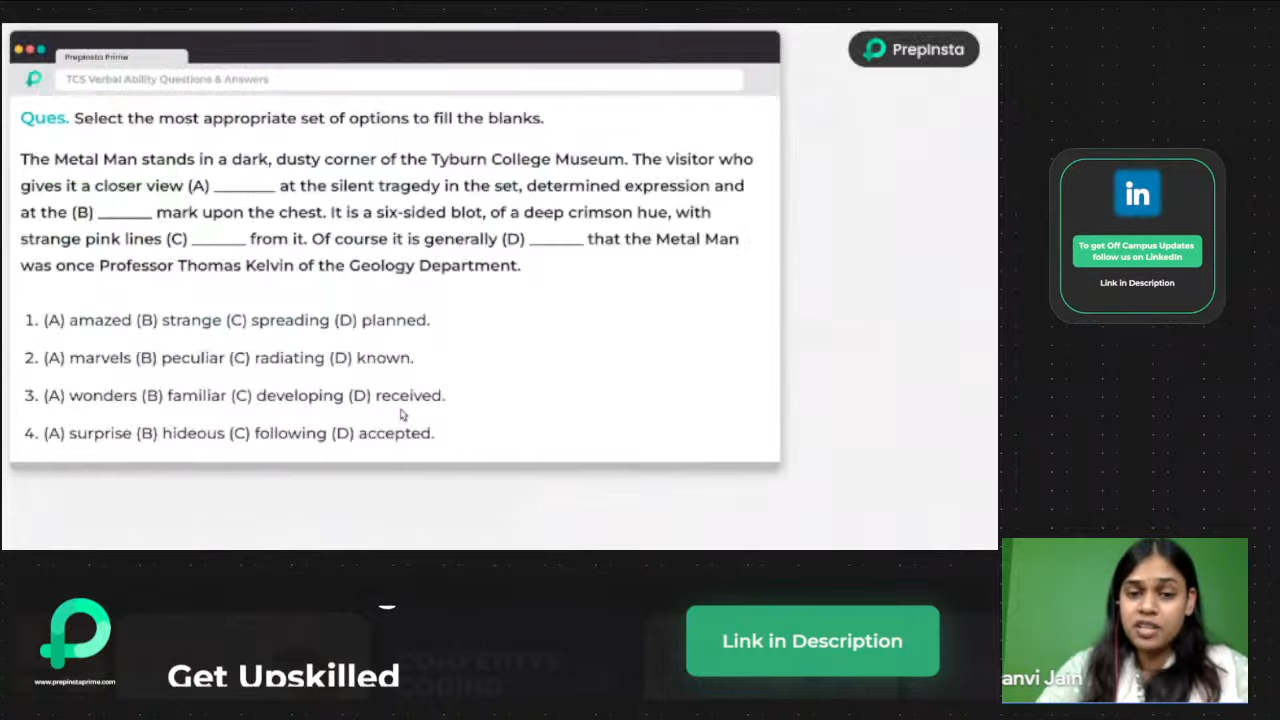 PrepInsta Prime
PrepInsta
TCS Verbal Ability Questions & Answers
Ques. Select the most appropriate set of options to fill the blanks.
The Metal Man stands in a dark, dusty corner of the Tyburn College Museum. The visitor who
gives it a closer view (A) _______ at the silent tragedy in the set, determined expression and
at the (B) ______ mark upon the chest. It is a six-sided blot, of a deep crimson hue, with
strange pink lines (C) ______ from it. Of course it is generally (D) ______ that the Metal Man
was once Professor Thomas Kelvin of the Geology Department.
1. (A) amazed (B) strange (C) spreading (D) planned.
2. (A) marvels (B) peculiar (C) radiating (D) known.
3. (A) wonders (B) familiar (C) developing (D) received.
4. (A) surprise (B) hideous (C) following (D) accepted.
in
To get Off Campus Updates
follow us on LinkedIn
Link in Description
www.prepinstaprime.com
Get Upskilled
COMPETITVE
CODING
Link in Description
anvi Jain